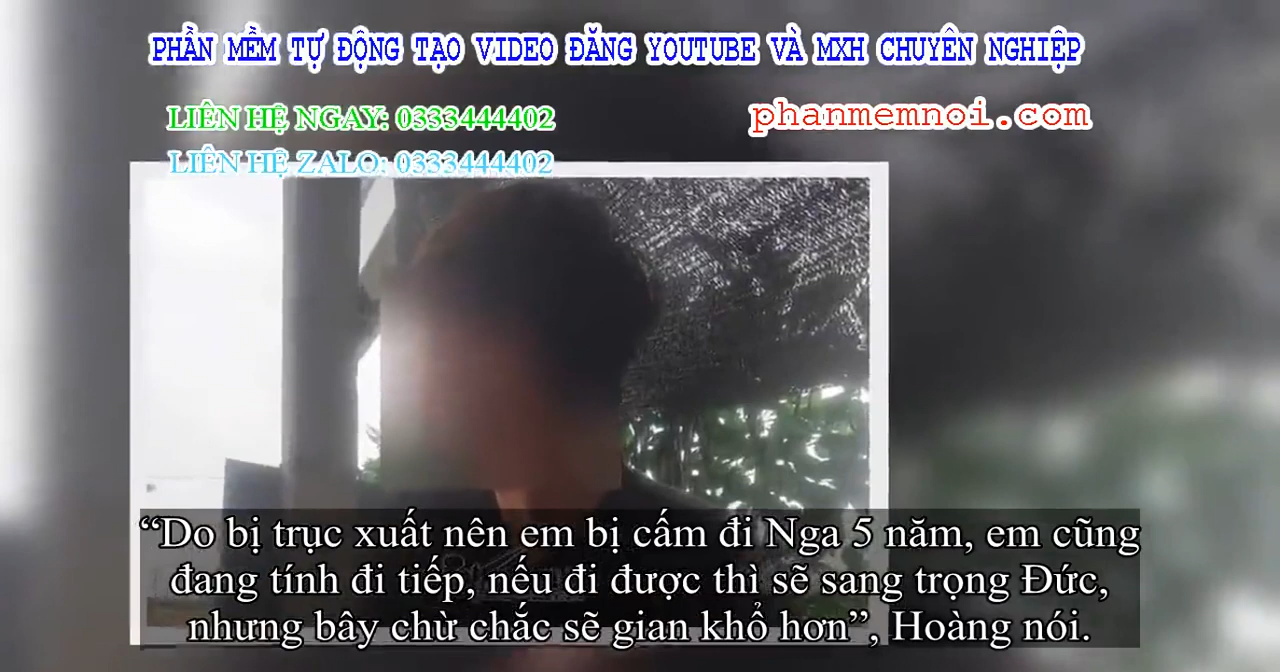 PHẦN MỀM TỰ ĐỘNG TẠO VIDEO ĐĂNG YOUTUBE VÀ MXH CHUYÊN NGHIỆP
LIÊN HỆ NGAY: 0333444402
phanmemnoi.com
LIÊN HỆ ZALO: 0333444402
“Do bị trục xuất nên em bị cấm đi Nga 5 năm, em cũng
đang tính đi tiếp, nếu đi được thì sẽ sang trọng Đức,
nhưng bây chừ chắc sẽ gian khổ hơn”, Hoàng nói.